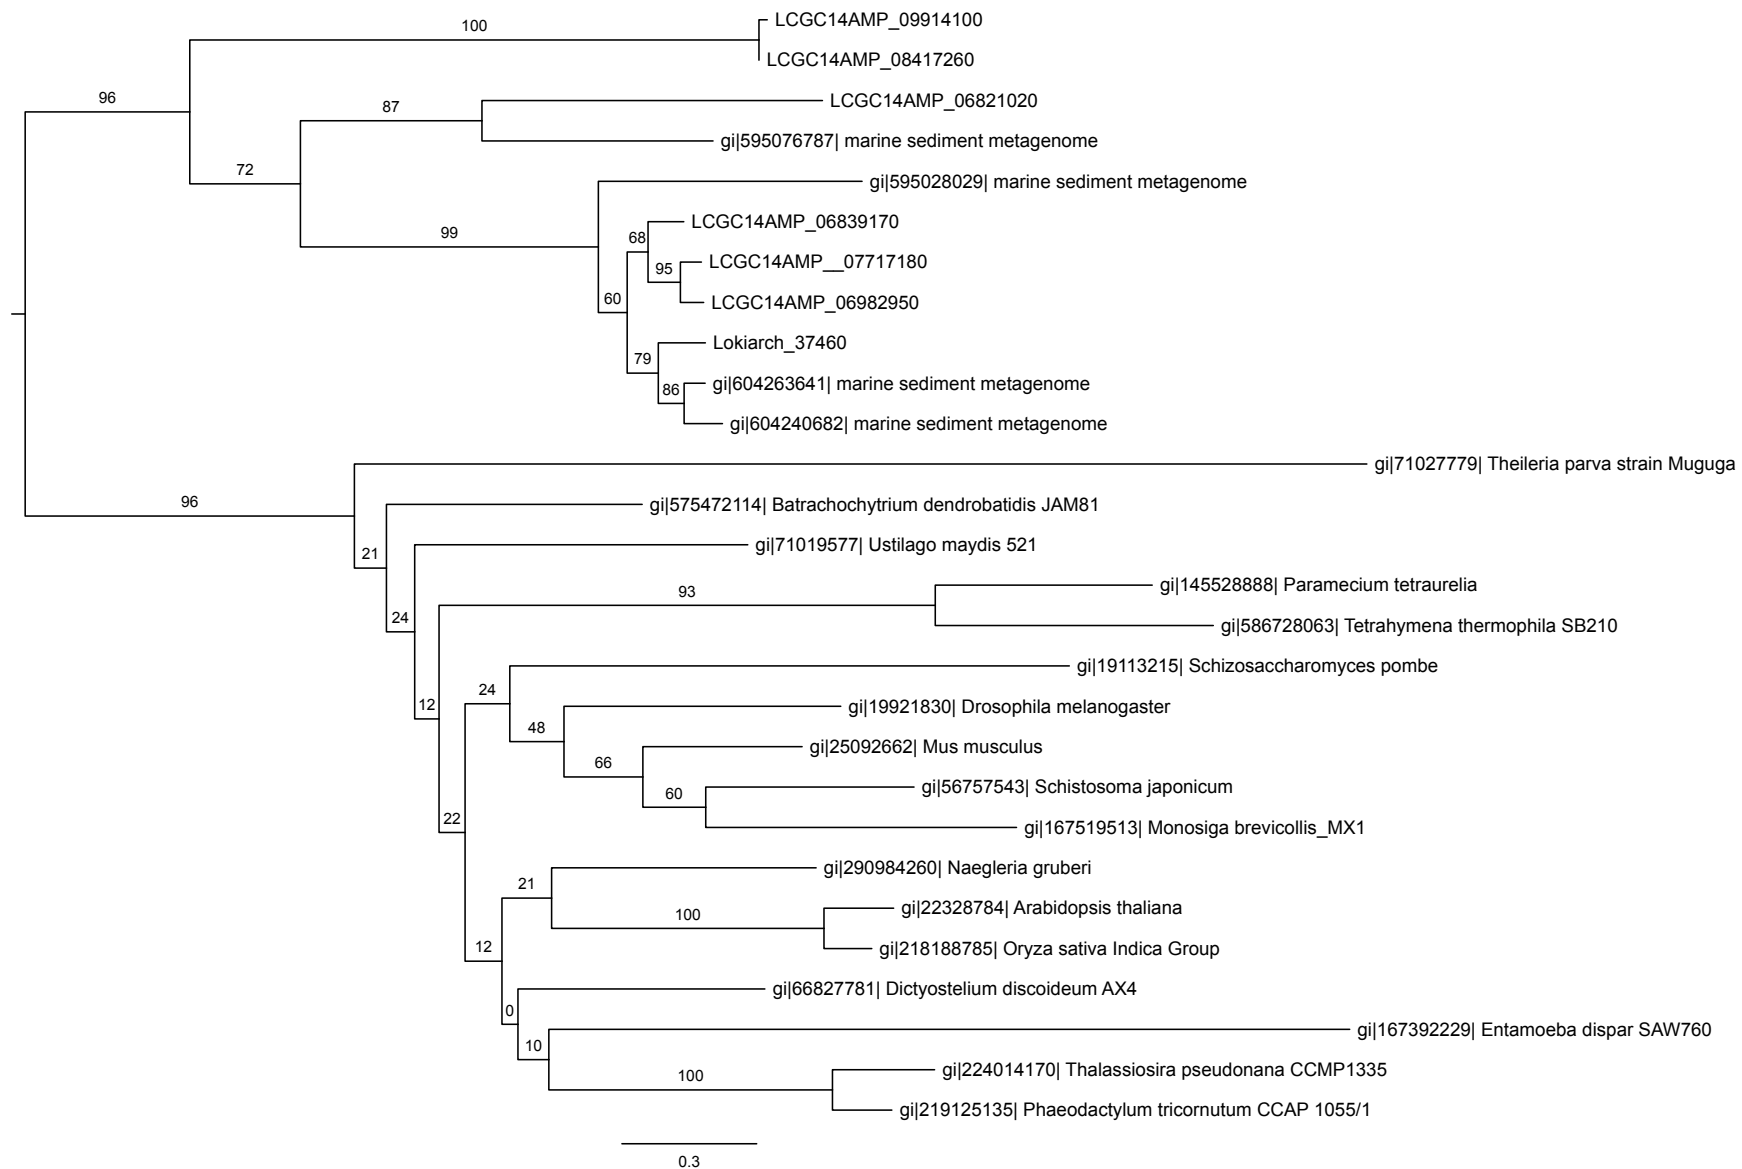 100
LCGC14AMP_09914100
LCGC14AMP_08417260
96
87
LCGC14AMP_06821020
gi|595076787| marine sediment metagenome
72
gi|595028029| marine sediment metagenome
99
LCGC14AMP_06839170
68
95
LCGC14AMP__07717180
60
LCGC14AMP_06982950
Lokiarch_37460
79
86
gi|604263641| marine sediment metagenome
gi|604240682| marine sediment metagenome
gi|71027779| Theileria parva strain Muguga
96
gi|575472114| Batrachochytrium dendrobatidis JAM81
21
gi|71019577| Ustilago maydis 521
24
93
gi|145528888| Paramecium tetraurelia
gi|586728063| Tetrahymena thermophila SB210
12
24
gi|19113215| Schizosaccharomyces pombe
48
gi|19921830| Drosophila melanogaster
66
gi|25092662| Mus musculus
60
gi|56757543| Schistosoma japonicum
22
gi|167519513| Monosiga brevicollis_MX1
21
gi|290984260| Naegleria gruberi
100
gi|22328784| Arabidopsis thaliana
12
gi|218188785| Oryza sativa Indica Group
0
gi|66827781| Dictyostelium discoideum AX4
10
gi|167392229| Entamoeba dispar SAW760
100
gi|224014170| Thalassiosira pseudonana CCMP1335
gi|219125135| Phaeodactylum tricornutum CCAP 1055/1
0.3